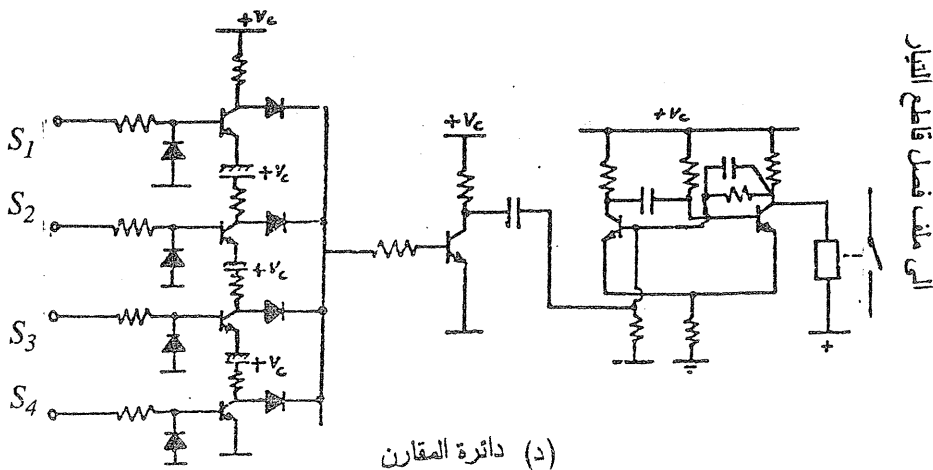 +Vc
S1
+Vc
S2
+Vc
S3
+Vc
S4
+Vc
+Vc
+
الى ملف فصل قاطع التيار
(د) دائرة المقارن